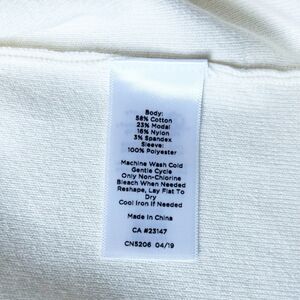 Body:
58% Cotton
23% Modal
16% Nylon
3% Spandex
Sleeve:
100% Polyester
Machine Wash Cold
Gentle Cycle
Only Non-Chlorine
Bleach When Needed
Reshape, Lay Flat To
Dry
Cool Iron If Needed
Made In China
CA #23147
CN5206 04/19